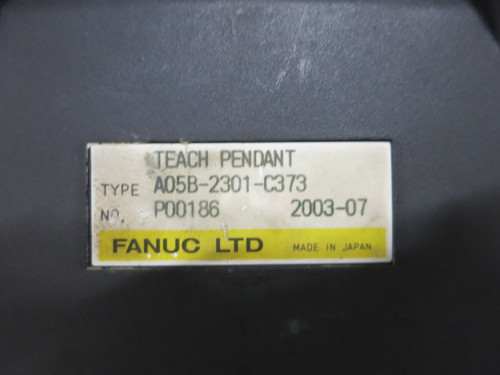 TEACH PENDANT
TYPE A05B-2301-C373
NO. P00186 2003-07
FANUC LTD MADE IN JAPAN